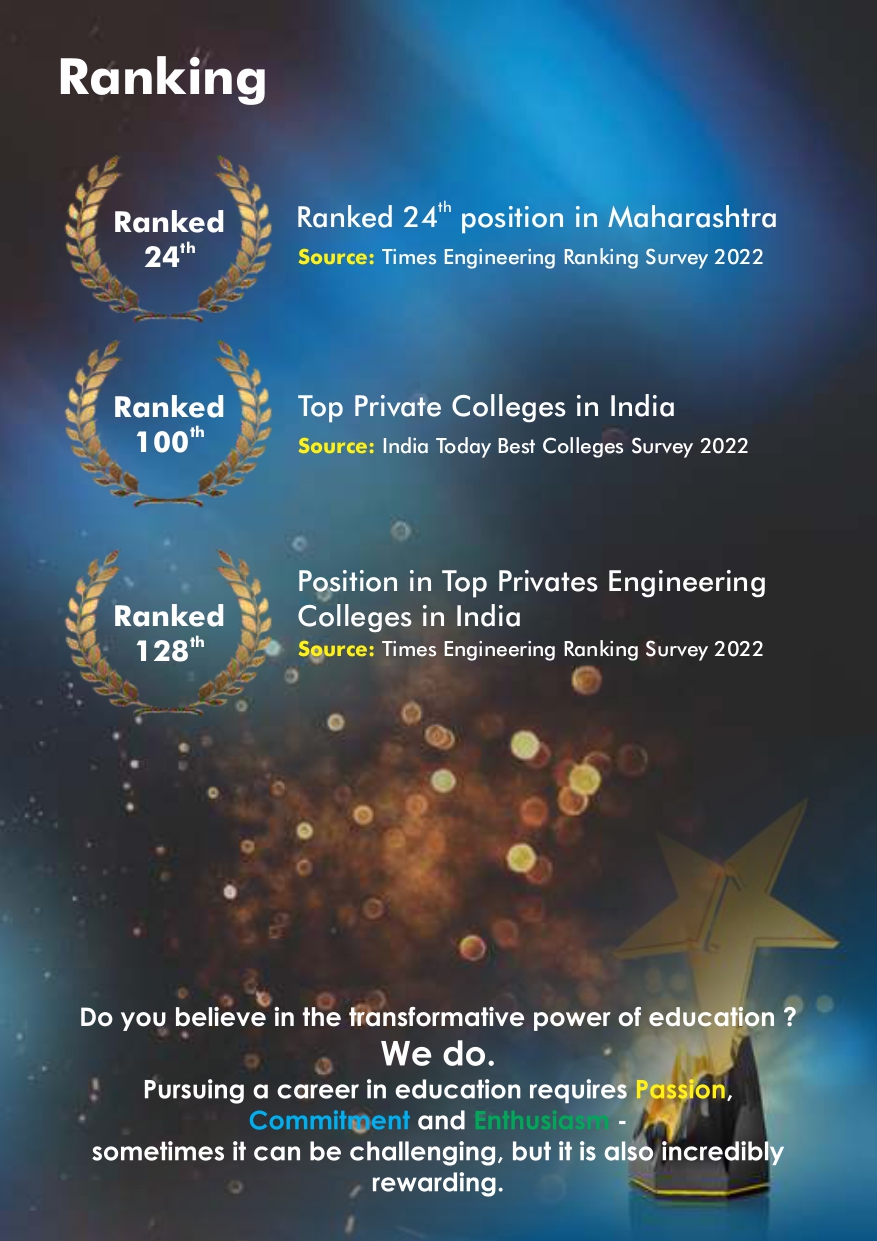 Ranking
Ranked
24th
Ranked 24th position in Maharashtra
Source: Times Engineering Ranking Survey 2022
Ranked
100th
Top Private Colleges in India
Source: India Today Best Colleges Survey 2022
Ranked
128th
Position in Top Privates Engineering
Colleges in India
Source: Times Engineering Ranking Survey 2022
Do you believe in the transformative power of education ?
We do.
Pursuing a career in education requires Passion,
Commitment and Enthusiasm -
sometimes it can be challenging, but it is also incredibly
rewarding.